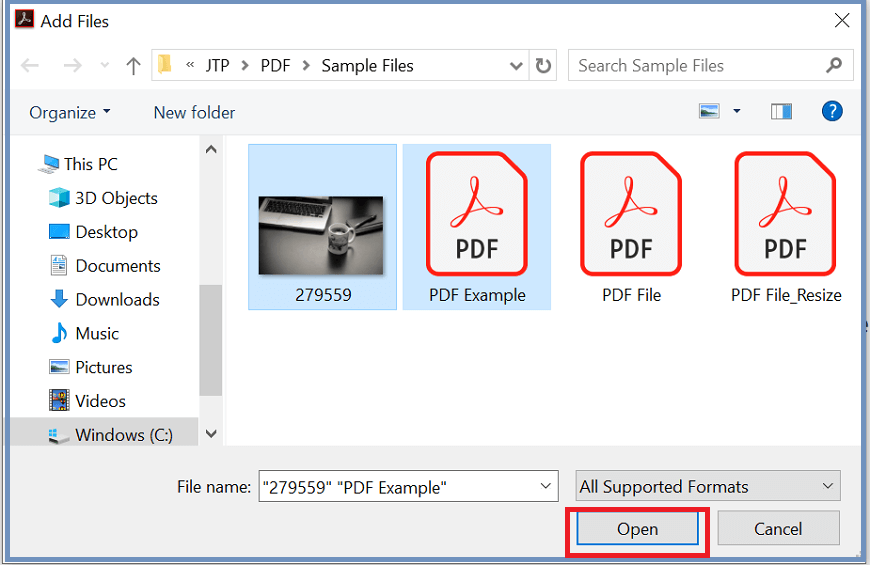 Add Files
« JTP > PDF > Sample Files
Search Sample Files
Organize New folder
?
This PC
3D Objects
Desktop
Documents
Downloads
Music
Pictures
Videos
Windows (C:)
PDF PDF PDF
279559 PDF Example PDF File PDF File_Resize
e
File name: "279559" "PDF Example" All Supported Formats
Open Cancel